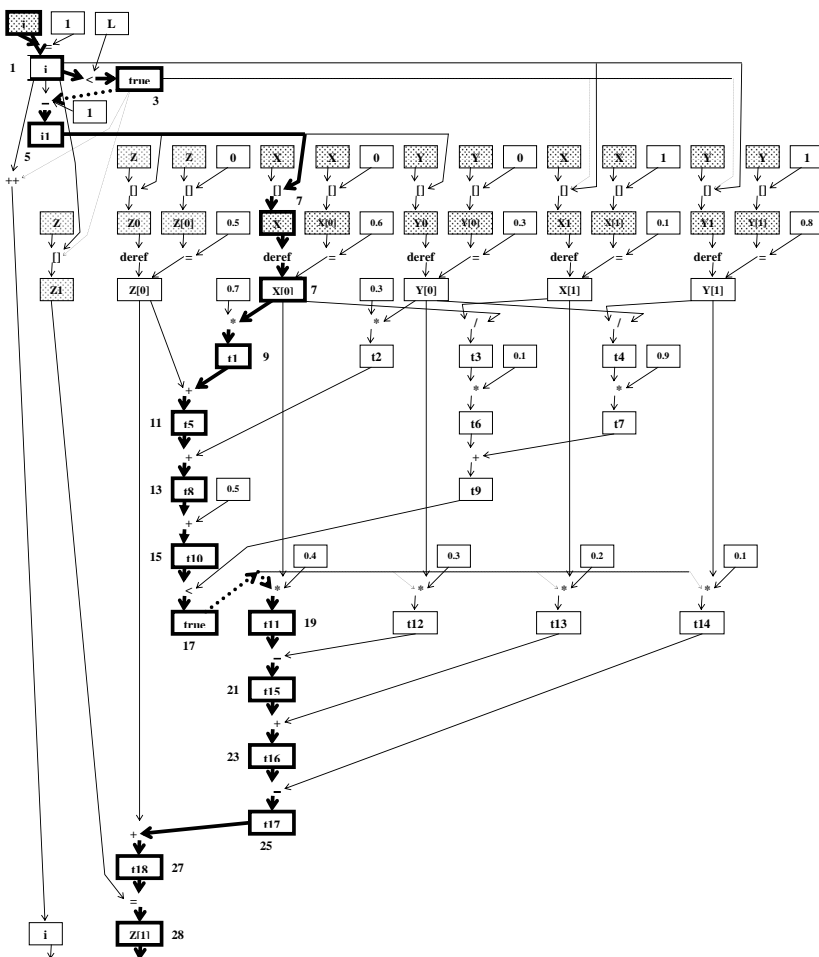 i 1 L
=
1 i < true
- 1 3
i1
5
++ Z Z 0 X X 0 Y Y 0 X X 1 Y Y 1
[] [] [] [] [] [] [] []
7
Z Z0 Z[0] 0.5 X X[0] 0.6 Y0 Y[0] 0.3 X1 X[1] 0.1 Y1 Y[1] 0.8
[] deref = deref = deref = deref = deref =
Z1 Z[0] 0.7 X[0] 7 0.3 Y[0] X[1] Y[1]
* * / /
t1 9 t2 t3 0.1 t4 0.9
+ * *
11 t5 t6 t7
+ +
13 t8 0.5 t9
+
15 t10 0.4 0.3 0.2 0.1
< * * * *
true t11 19 t12 t13 t14
17
-
21 t15
+
23 t16
-
t17
+ 25
t18 27
=
i Z[1] 28